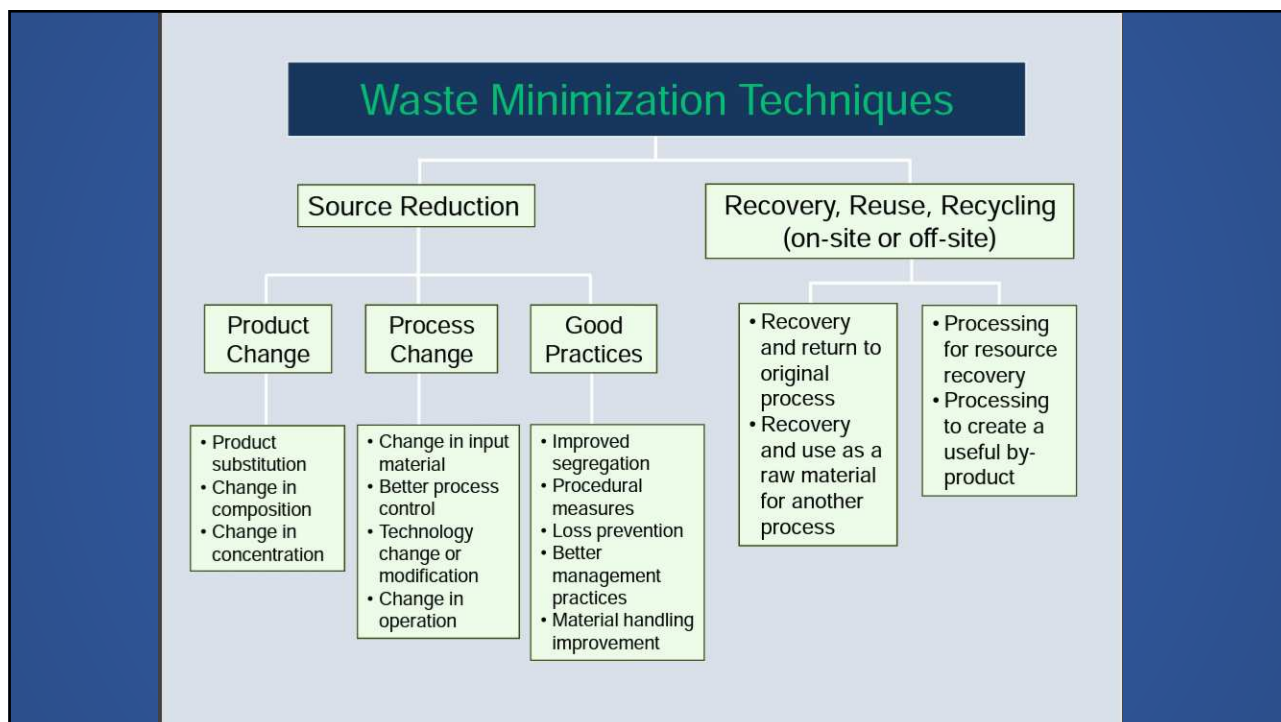 Waste Minimization Techniques
Source Reduction
Recovery, Reuse, Recycling
(on-site or off-site)
Product
Change
Process
Change
Good
Practices
• Product
substitution
• Change in
composition
• Change in
concentration
• Change in input
material
• Better process
control
• Technology
change or
modification
• Change in
operation
• Improved
segregation
• Procedural
measures
• Loss prevention
• Better
management
practices
• Material handling
improvement
• Recovery
and return to
original
process
• Recovery
and use as a
raw material
for another
process
• Processing
for resource
recovery
• Processing
to create a
useful by-
product